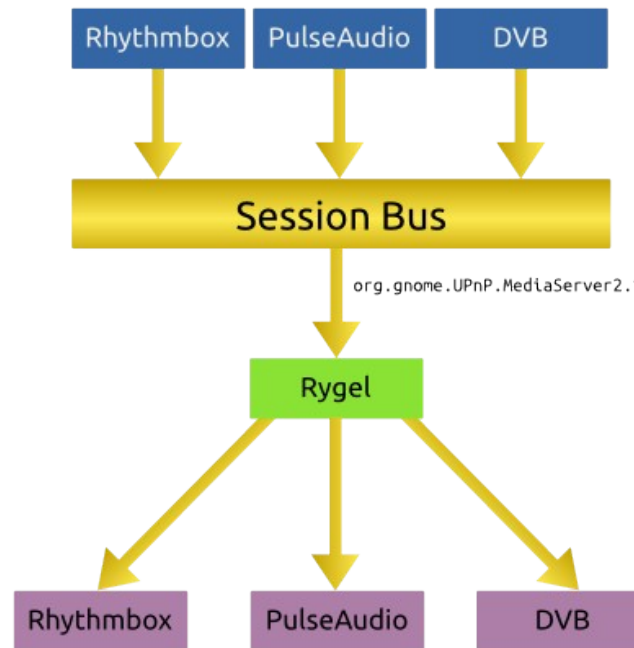 Rhythmbox PulseAudio DVB
Session Bus
org.gnome.UPnP.MediaServer2.
Rygel
Rhythmbox PulseAudio DVB